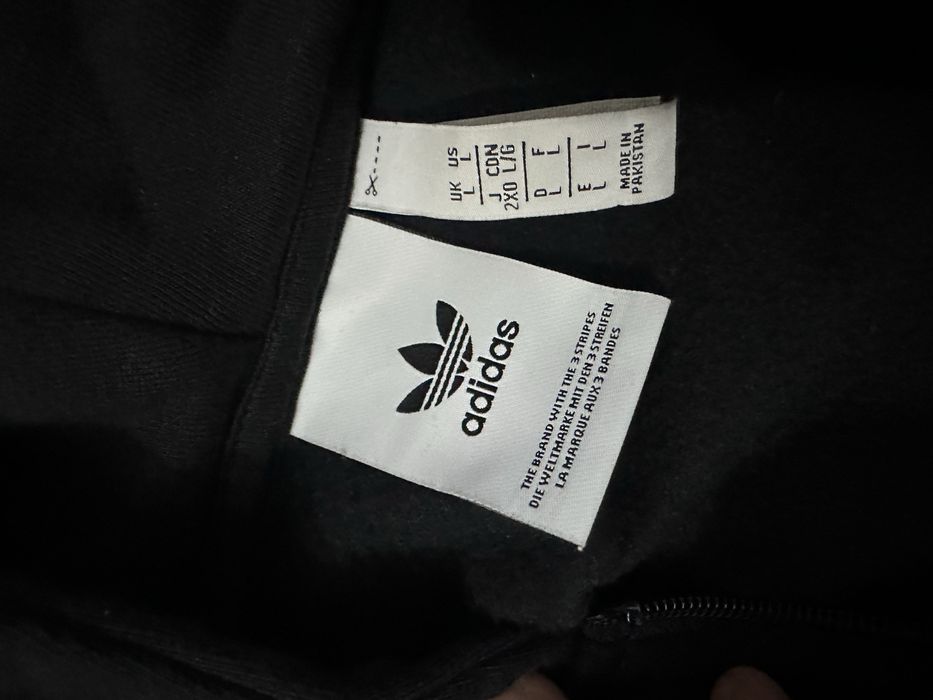 UK US
L L
J CDN
2XO L/G
D F
L L
E I
L L
MADE IN
PAKISTAN
adidas
THE BRAND WITH THE 3 STRIPES
DIE WELTMARKE MIT DEN 3 STREIFEN
LA MARQUE AUX 3 BANDES